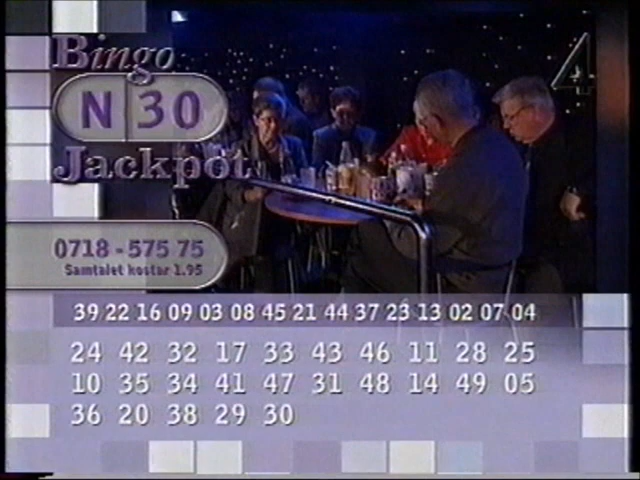 Bingo
4
N 30
Jackpot
0718 - 575 75
Samtalet kostar 1.95
39 22 16 09 03 08 45 21 44 37 23 13 02 07 04
24 42 32 17 33 43 46 11 28 25
10 35 34 41 47 31 48 14 49 05
36 20 38 29 30